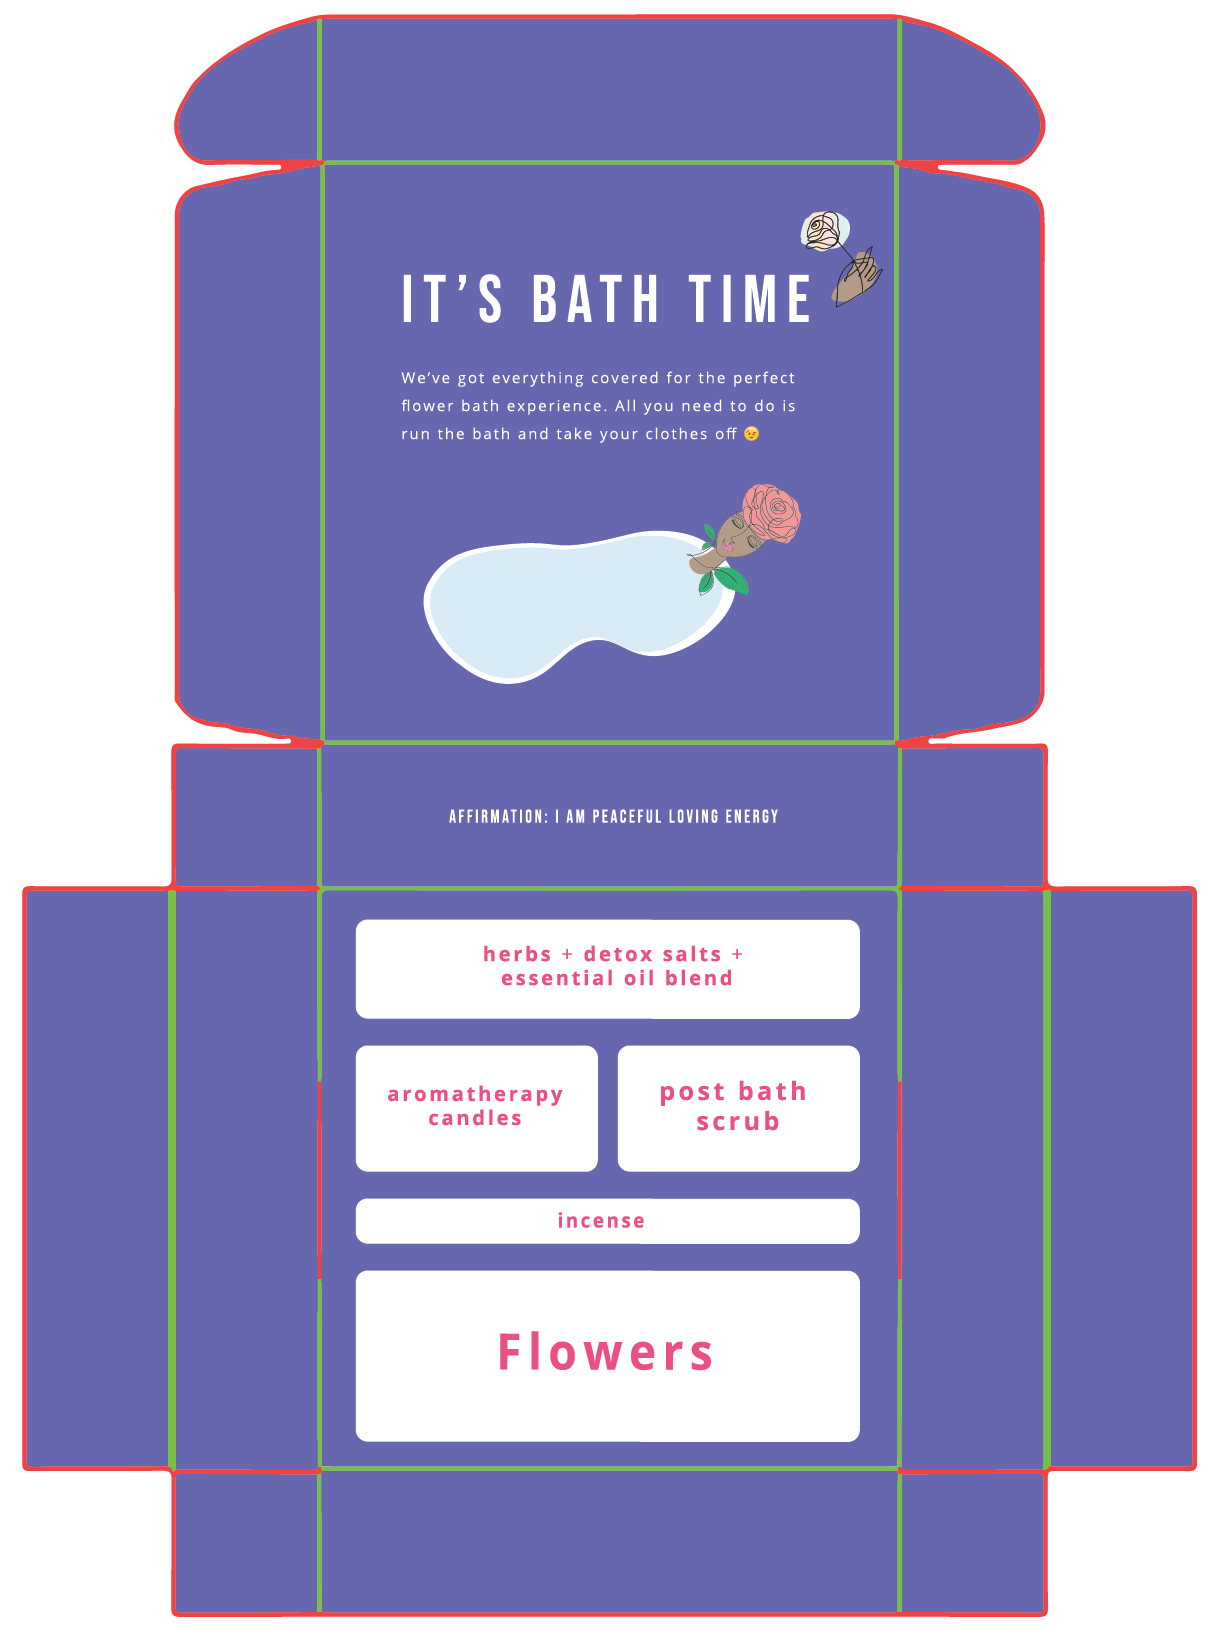 IT’S BATH TIME
We’ve got everything covered for the perfect
flower bath experience. All you need to do is
run the bath and take your clothes off 😉
AFFIRMATION: I AM PEACEFUL LOVING ENERGY
herbs + detox salts +
essential oil blend
aromatherapy
candles
post bath
scrub
incense
Flowers